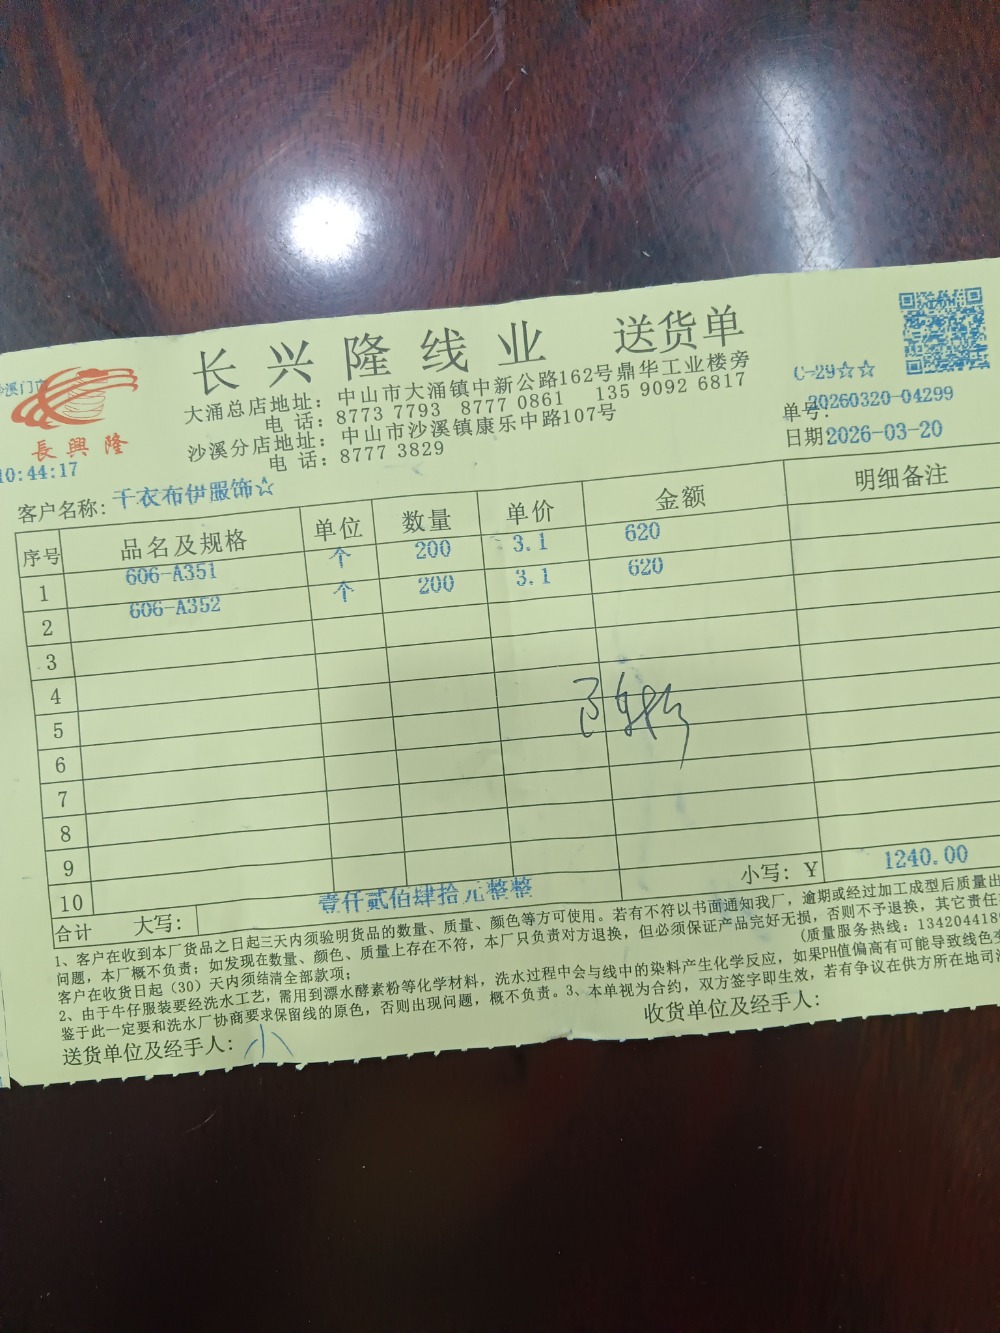 长兴隆线业 送货单
大涌总店地址：中山市大涌镇中新公路162号鼎华工业楼旁
电 话：8773 7793 8777 0861 135 9092 6817
沙溪分店地址：中山市沙溪镇康乐中路107号
电 话：8777 3829
沙溪门市
長興隆
10:44:17
C-29☆☆
单号：20260320-04299
日期2026-03-20
客户名称：千衣布伊服饰☆
序号 品名及规格 单位 数量 单价 金额 明细备注
1 606-A351 个 200 3.1 620
2 606-A352 个 200 3.1 620
3
4
5
6
7
8
9
10
合计 大写：壹仟贰佰肆拾元整整 小写：Y 1240.00
1、客户在收到本厂货品之日起三天内须验明货品的数量、质量、颜色等方可使用。若有不符以书面通知我厂，逾期或经过加工成型后质量出
问题，本厂概不负责；如发现在数量、颜色、质量上存在不符，本厂只负责对方退换，但必须保证产品完好无损，否则不予退换，其它责任
客户在收货日起（30）天内须结清全部款项； (质量服务热线：134204418
2、由于牛仔服装要经洗水工艺，需用到漂水酵素粉等化学材料，洗水过程中会与线中的染料产生化学反应，如果PH值偏高有可能导致线色变
鉴于此一定要和洗水厂协商要求保留线的原色，否则出现问题，概不负责。3、本单视为合约，双方签字即生效，若有争议在供方所在地司法
送货单位及经手人：小 收货单位及经手人：